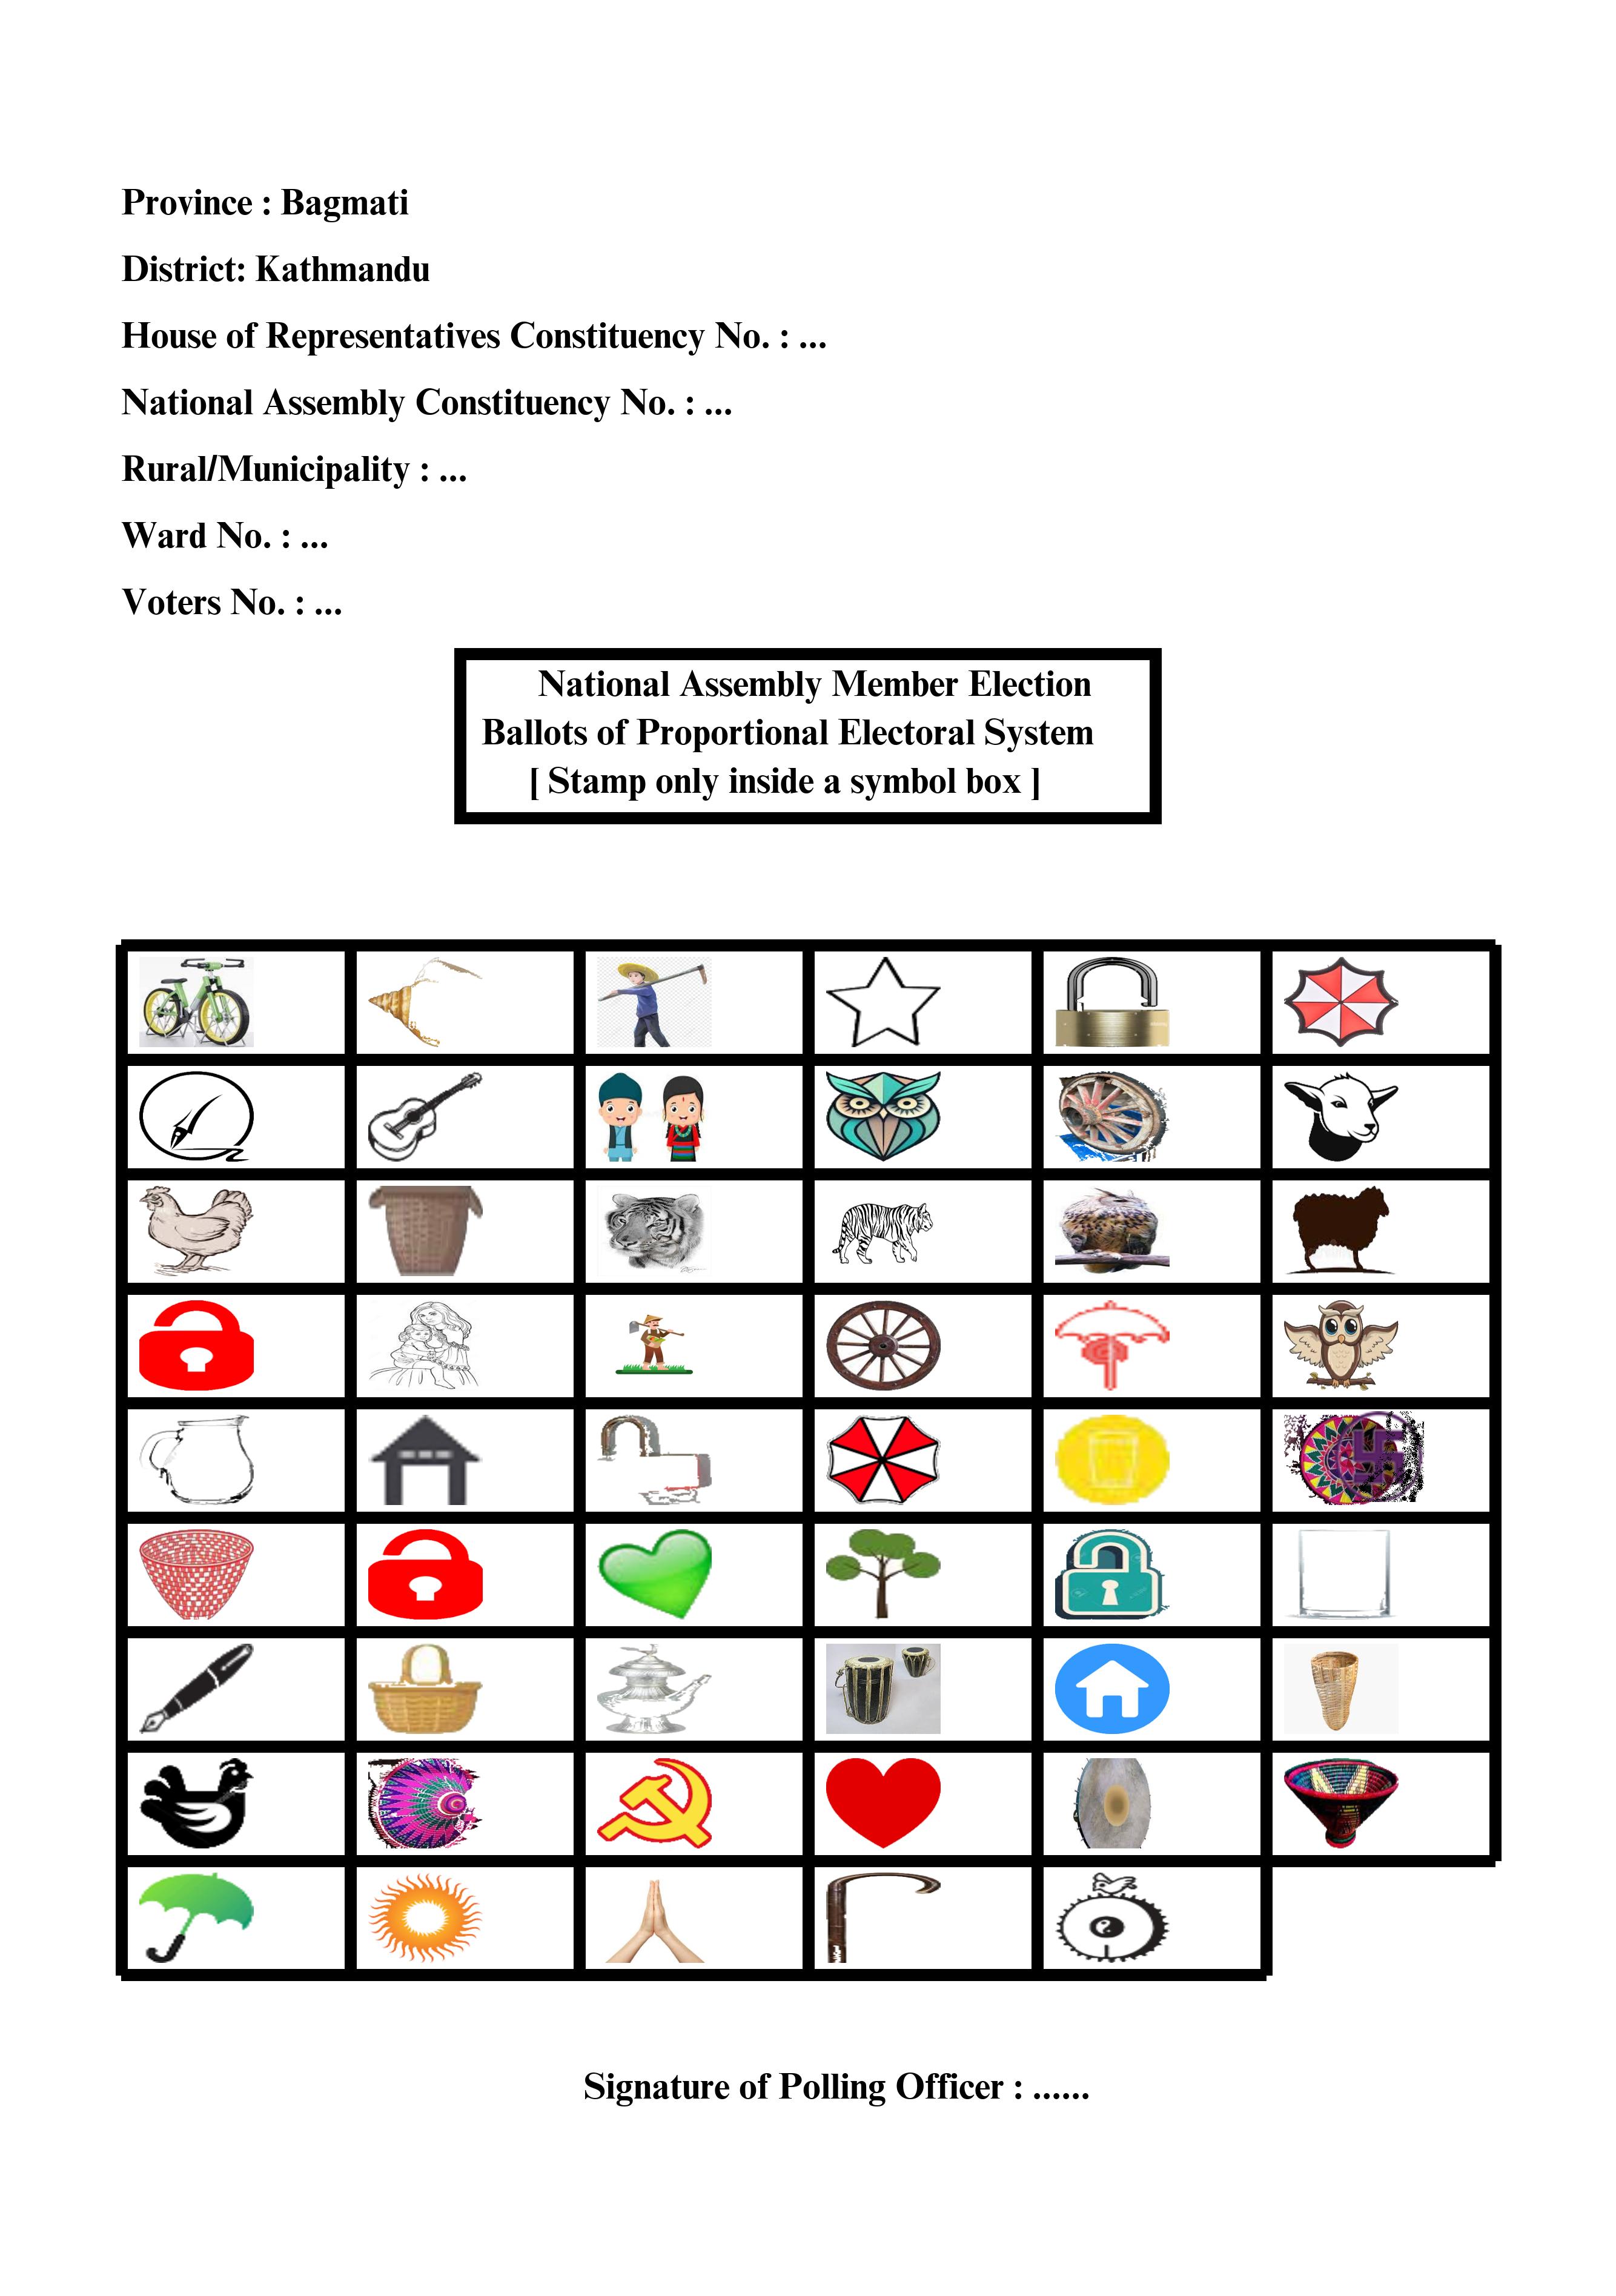 Province : Bagmati
District: Kathmandu
House of Representatives Constituency No. : ...
National Assembly Constituency No. : ...
Rural/Municipality : ...
Ward No. : ...
Voters No. : ...
National Assembly Member Election
Ballots of Proportional Electoral System
[ Stamp only inside a symbol box ]
Signature of Polling Officer : ......